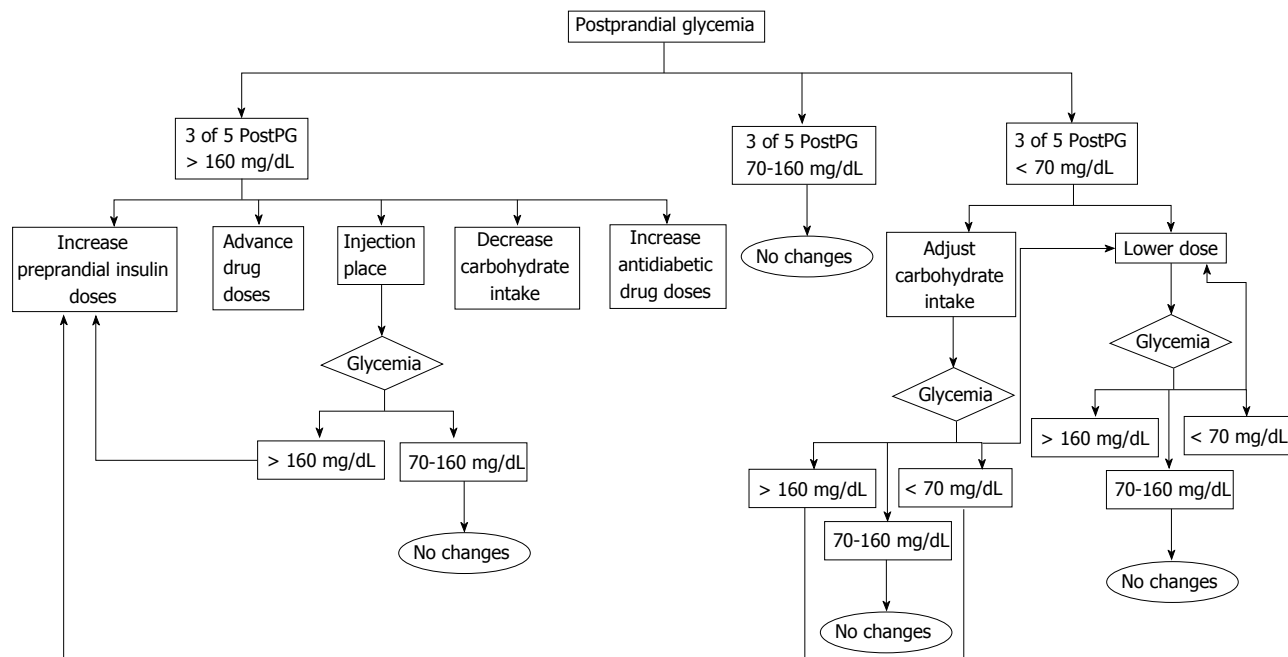 Postprandial glycemia
3 of 5 PostPG
> 160 mg/dL
3 of 5 PostPG
70-160 mg/dL
3 of 5 PostPG
< 70 mg/dL
Increase
preprandial insulin
doses
Advance
drug
doses
Injection
place
Decrease
carbohydrate
intake
Increase
antidiabetic
drug doses
No changes
Adjust
carbohydrate
intake
Lower dose
Glycemia
> 160 mg/dL
70-160 mg/dL
No changes
Glycemia
> 160 mg/dL
< 70 mg/dL
70-160 mg/dL
No changes
Glycemia
> 160 mg/dL
< 70 mg/dL
70-160 mg/dL
No changes